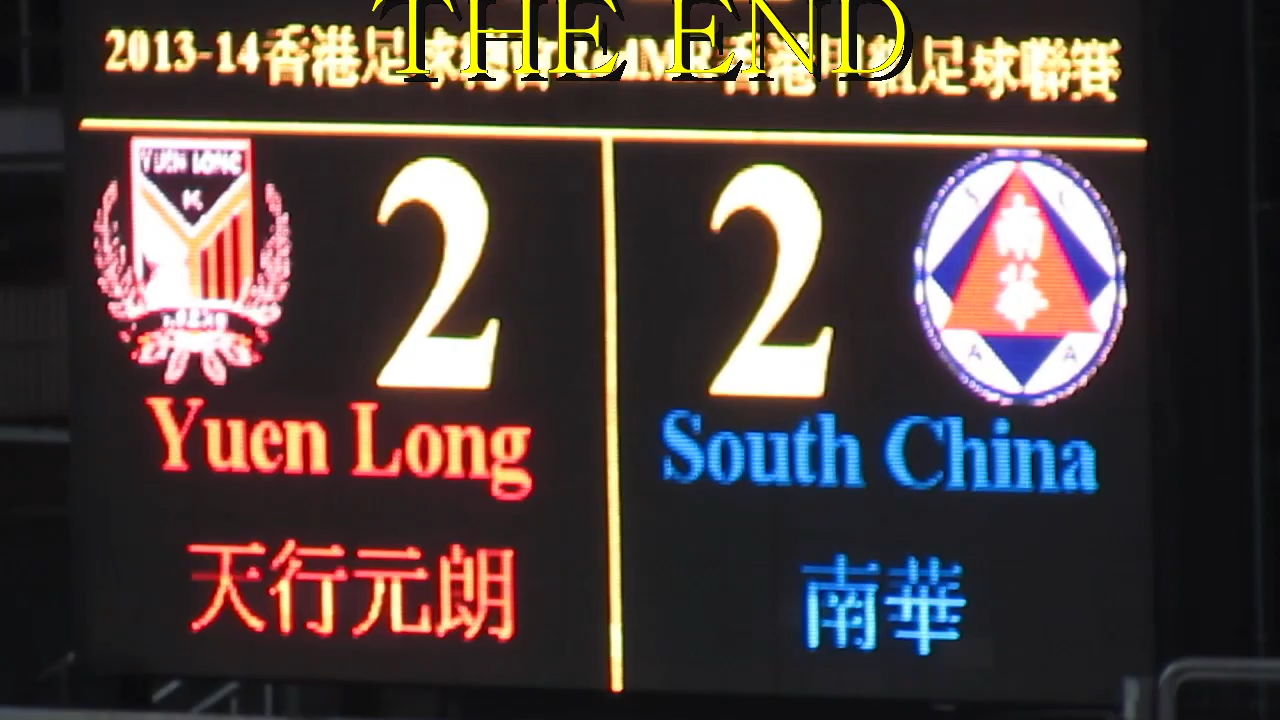 THE END
2013-14香港足球 香港甲組足球聯賽
YUEN LONG
2
2
南華
S C
A A
Yuen Long
South China
天行元朗
南華